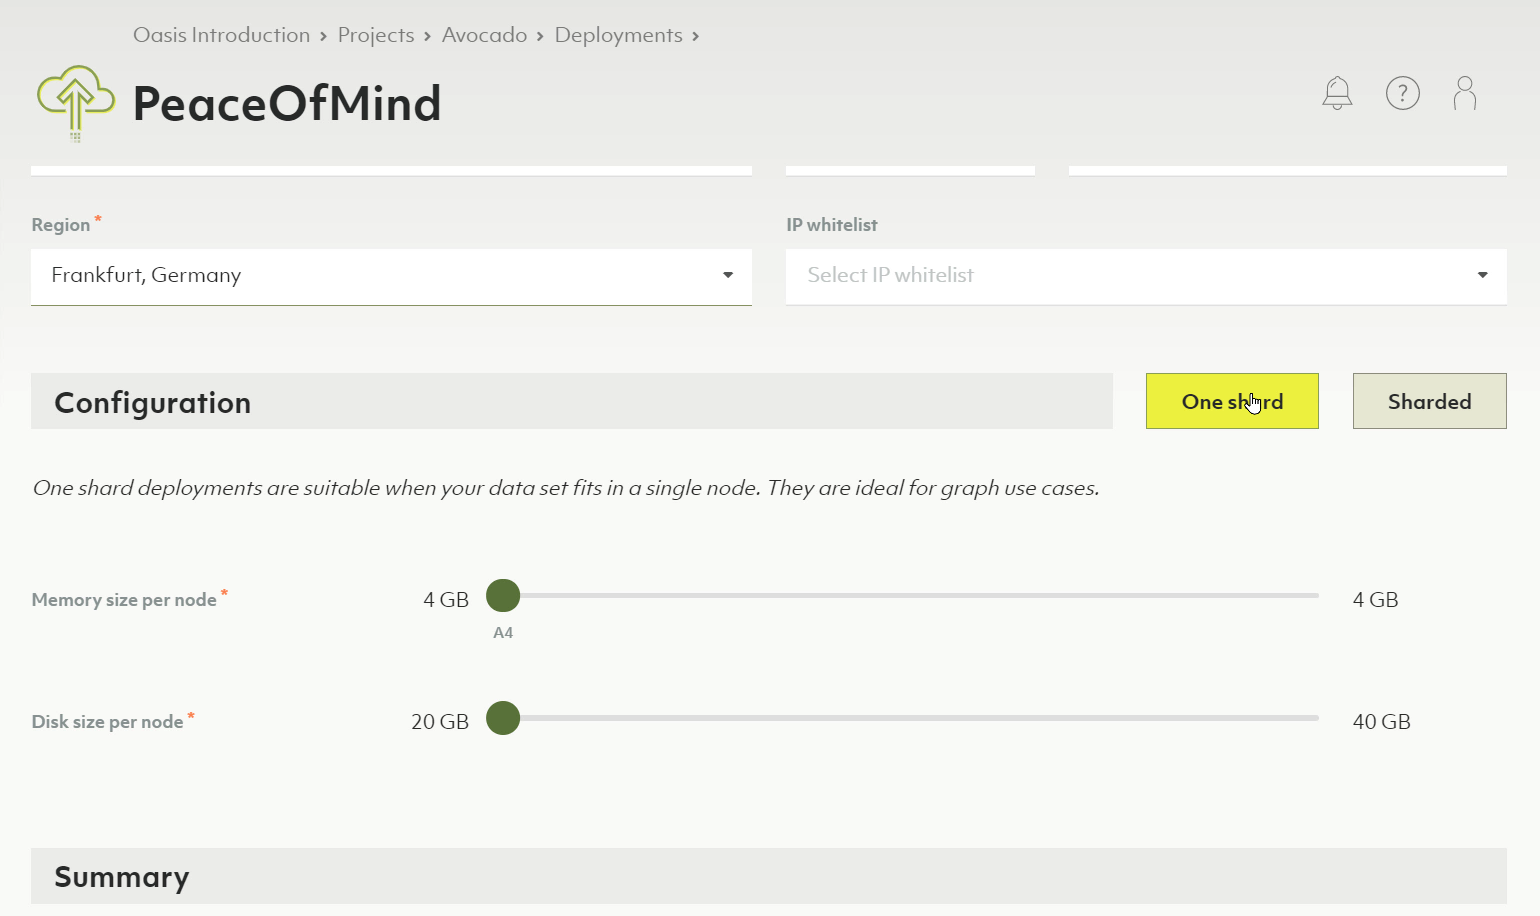 Oasis Introduction > Projects > Avocado > Deployments >
PeaceOfMind
?
Region *
IP whitelist
Frankfurt, Germany
Select IP whitelist
Configuration
One shard
Sharded
One shard deployments are suitable when your data set fits in a single node. They are ideal for graph use cases.
Memory size per node *
4 GB
4 GB
A4
Disk size per node *
20 GB
40 GB
Summary